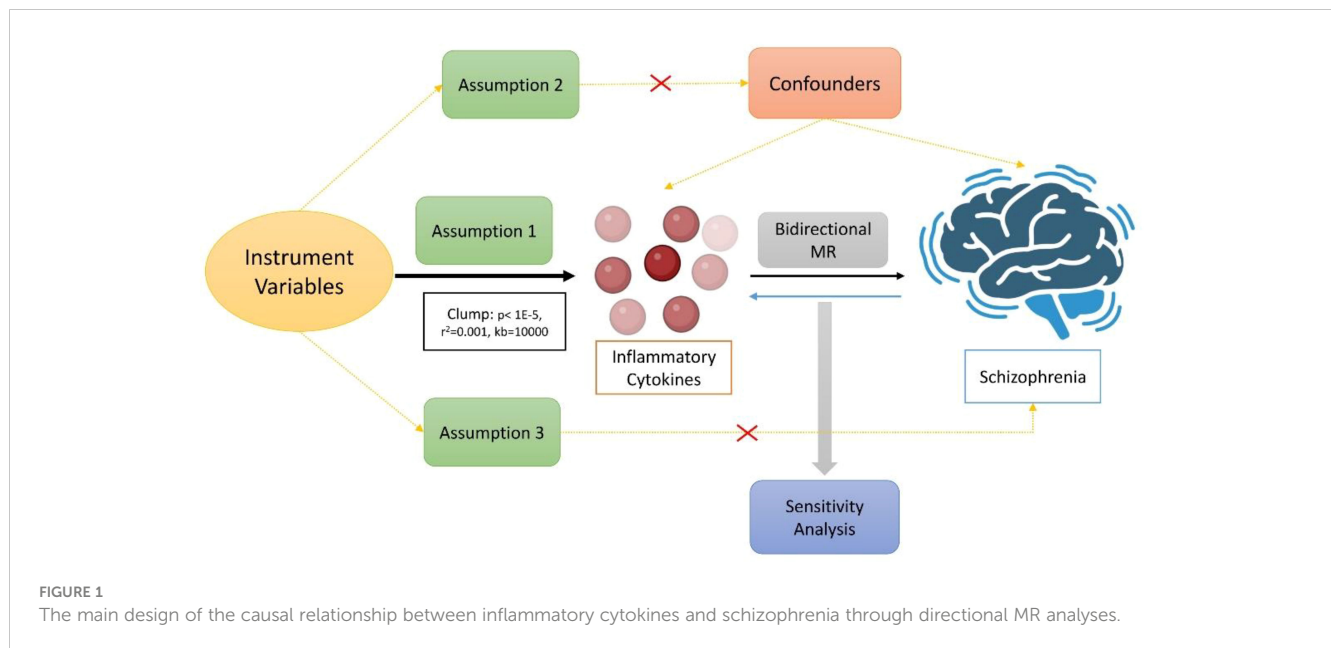 Assumption 2
Confounders
Assumption 1
Bidirectional
MR
Instrument
Variables
Clump: p< 1E-5,
r²=0.001, kb=10000
Inflammatory
Cytokines
Schizophrenia
Assumption 3
Sensitivity
Analysis
FIGURE 1
The main design of the causal relationship between inflammatory cytokines and schizophrenia through directional MR analyses.